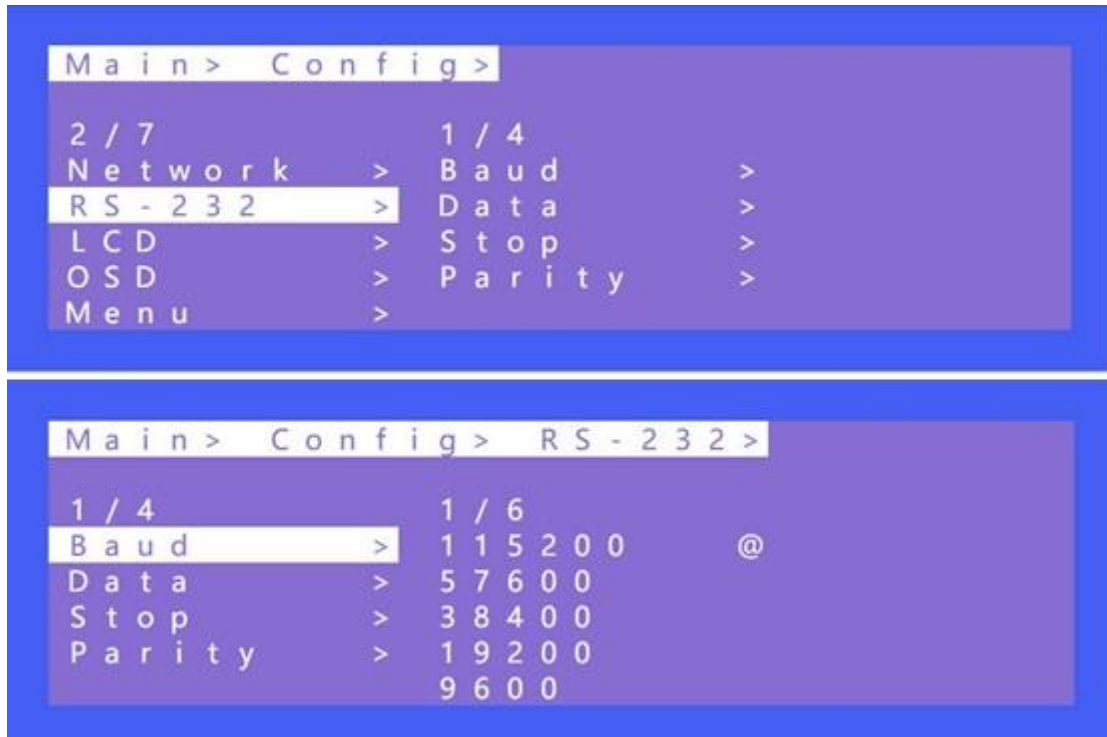 Main> Config>
2/7 1/4
Network > Baud >
RS-232 > Data >
LCD > Stop >
OSD > Parity >
Menu >
Main> Config> RS-232>
1/4 1/6
Baud > 115200 @
Data > 57600
Stop > 38400
Parity > 19200
9600